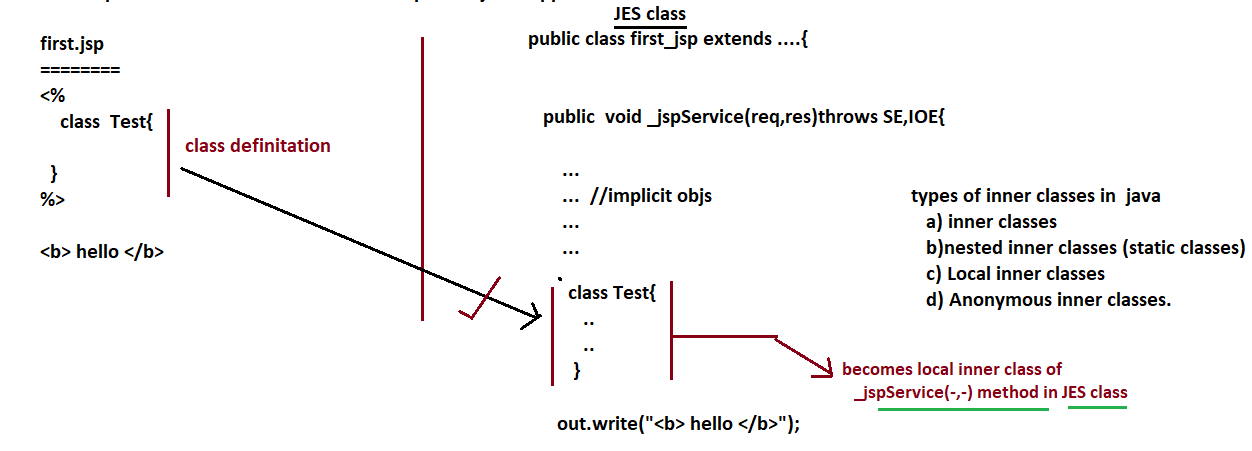 JES class
first.jsp
========
<%
class Test{
}
%>
<b> hello </b>
class definitation
public class first_jsp extends ....{
public void _jspService(req,res)throws SE,IOE{
...
... //implicit objs
...
...
.
class Test{
..
..
}
out.write("<b> hello </b>");
types of inner classes in java
a) inner classes
b)nested inner classes (static classes)
c) Local inner classes
d) Anonymous inner classes.
becomes local inner class of
_jspService(-,-) method in JES class